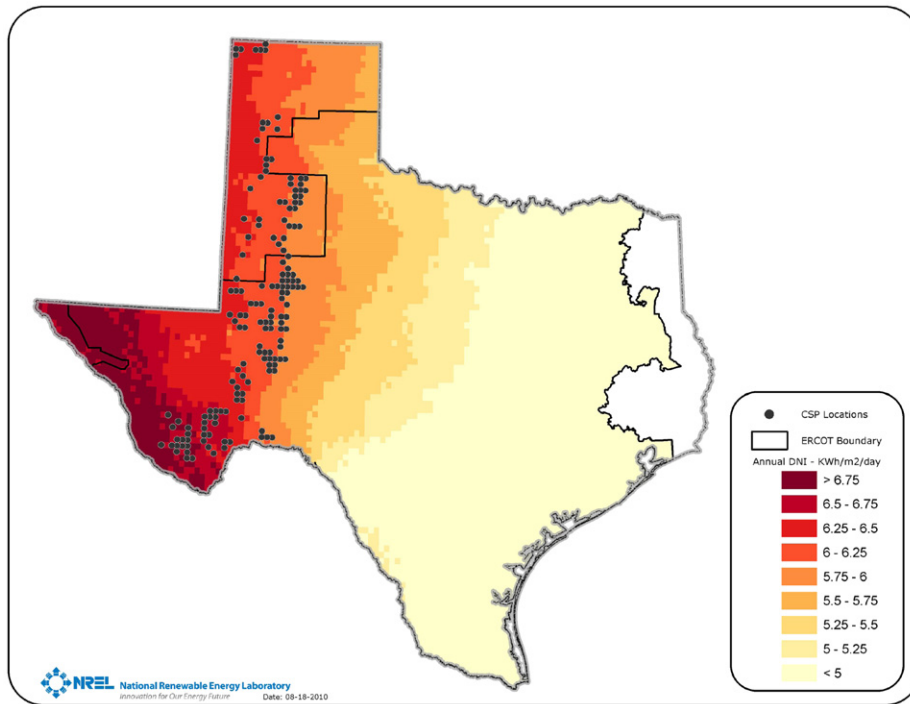 CSP Locations
ERCOT Boundary
Annual DNI - KWh/m2/day
> 6.75
6.5 - 6.75
6.25 - 6.5
6 - 6.25
5.75 - 6
5.5 - 5.75
5.25 - 5.5
5 - 5.25
< 5
NREL National Renewable Energy Laboratory
Innovation for Our Energy Future Date: 08-18-2010